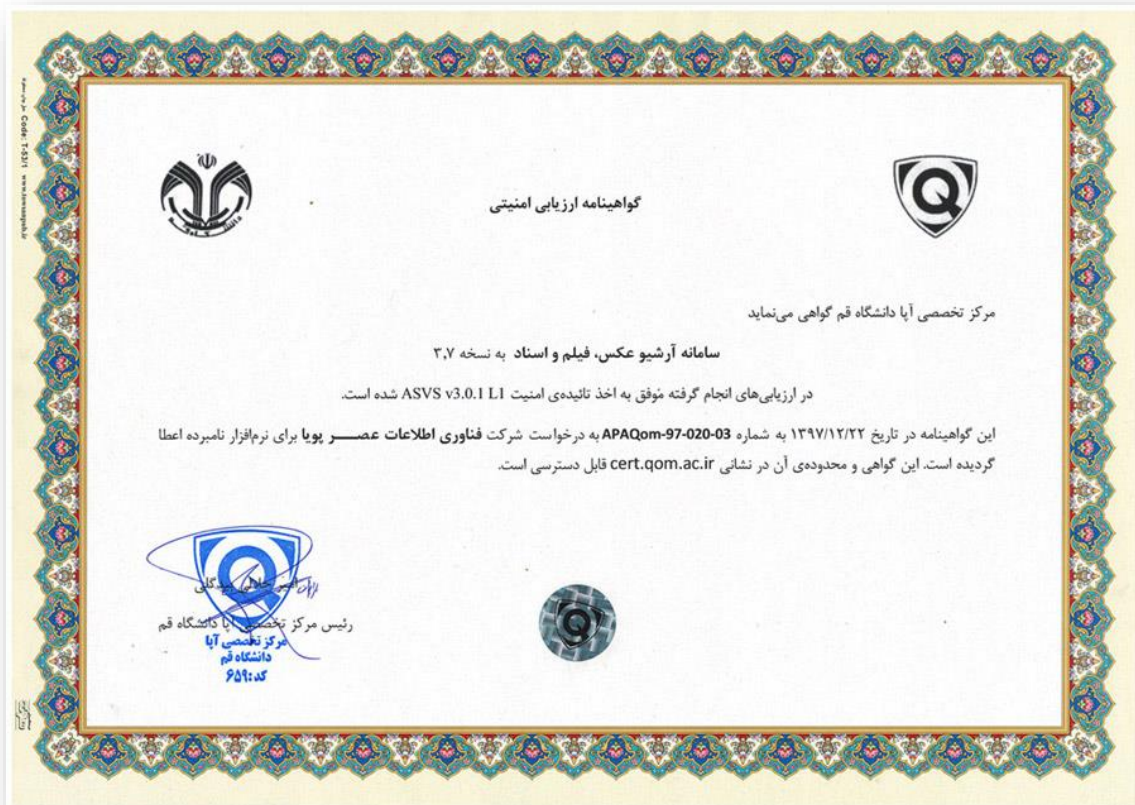 گواهینامه ارزیابی امنیتی
دانشگاه قم
مرکز تخصصی آپا دانشگاه قم گواهی می‌نماید
سامانه آرشیو عکس، فیلم و اسناد به نسخه ۳,۷
در ارزیابی‌های انجام گرفته مُوفق به اخذ تائیده‌ی امنیت ASVS v3.0.1 L1 شده است.
این گواهینامه در تاریخ ۱۳۹۷/۱۲/۲۲ به شماره APAQom-97-020-03 به درخواست شرکت فناوری اطلاعات عصـــر پویا برای نرم‌افزار نامبرده اعطا
گردیده است. این گواهی و محدوده‌ی آن در نشانی cert.qom.ac.ir قابل دسترسی است.
رئیس مرکز تخصصی آپا دانشگاه قم
مرکز تخصصی آپا
دانشگاه قم
کد:۶۵۹
Code: T-53/1